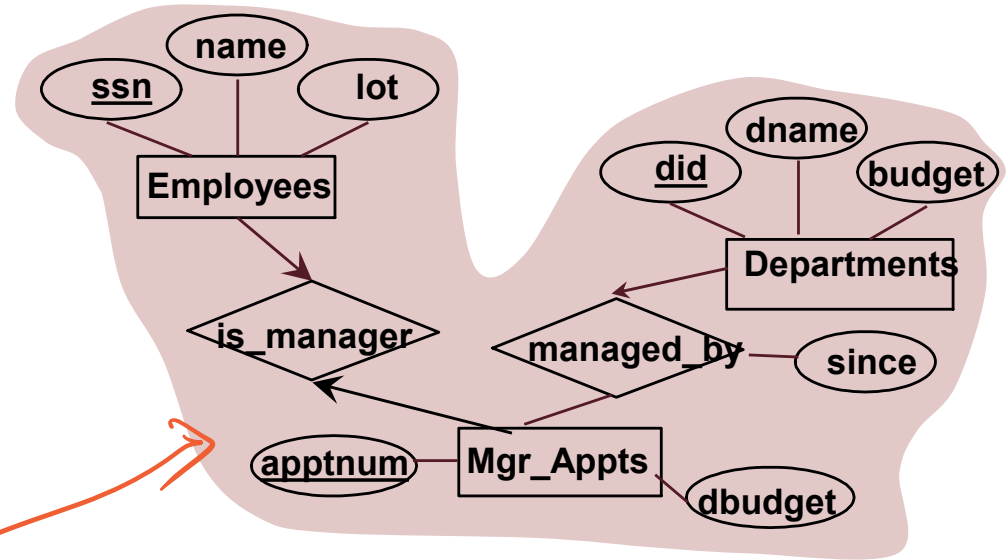 name
ssn
lot
Employees
dname
did
budget
Departments
is_manager
managed_by
since
apptnum
Mgr_Appts
dbudget